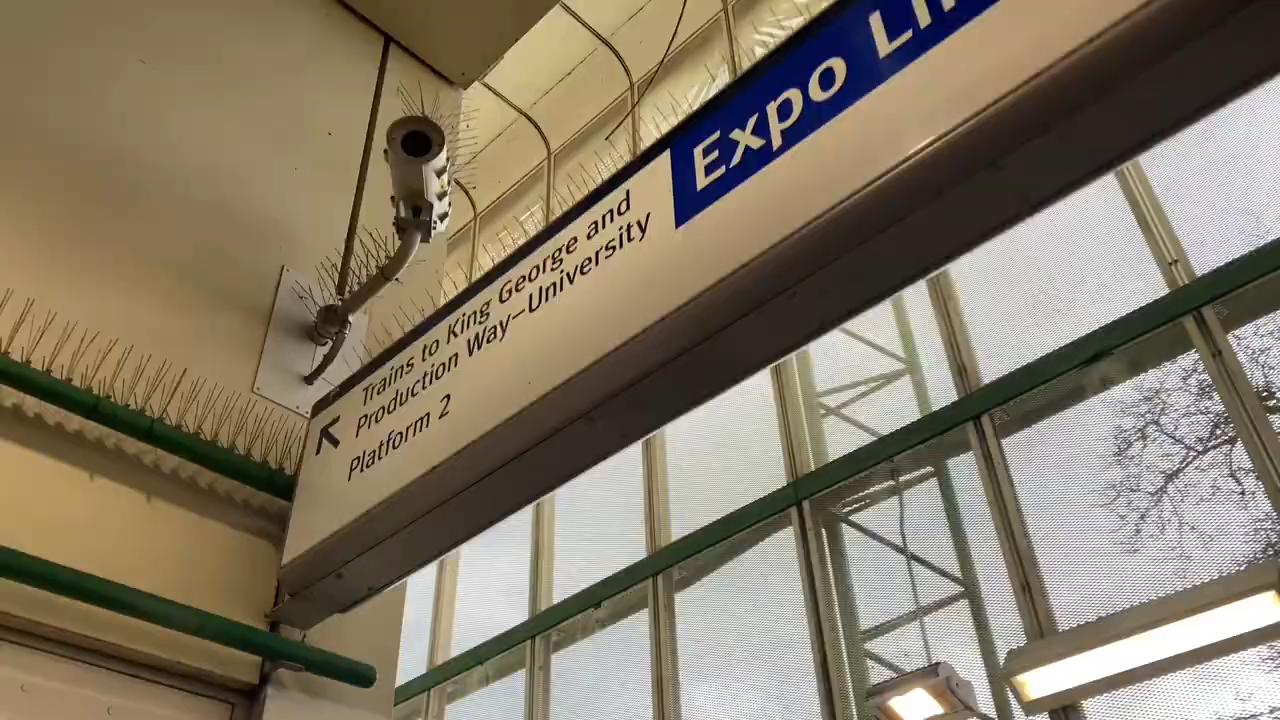 Trains to King George and
Production Way–University
Platform 2
Expo